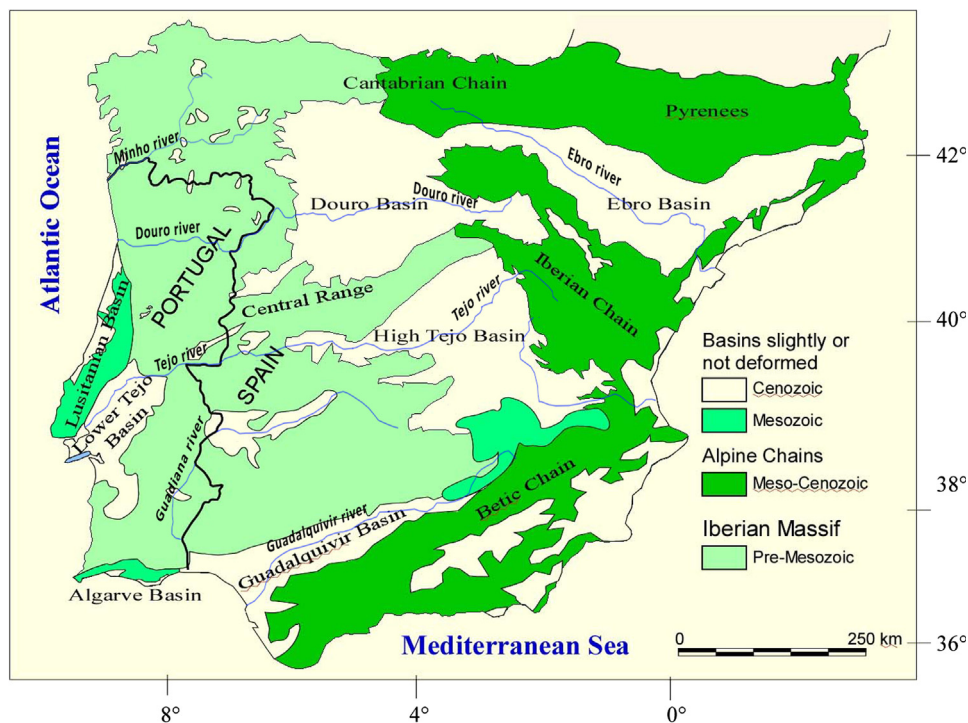 Cantabrian Chain
Pyrenees
Minho river
Ebro river
42°
Atlantic Ocean
Douro river
Douro Basin
Ebro Basin
Douro river
PORTUGAL
Iberian Chain
Central Range
Tejo river
Lusitanian Basin
High Tejo Basin
40°
Tejo river
SPAIN
Lower Tejo
Basin
Guadiana river
Betic Chain
38°
Guadalquivir river
Guadalquivir Basin
Algarve Basin
Mediterranean Sea
Basins slightly or
not deformed
Cenozoic
Mesozoic
Alpine Chains
Meso-Cenozoic
Iberian Massif
Pre-Mesozoic
0 250 km
36°
8° 4° 0°